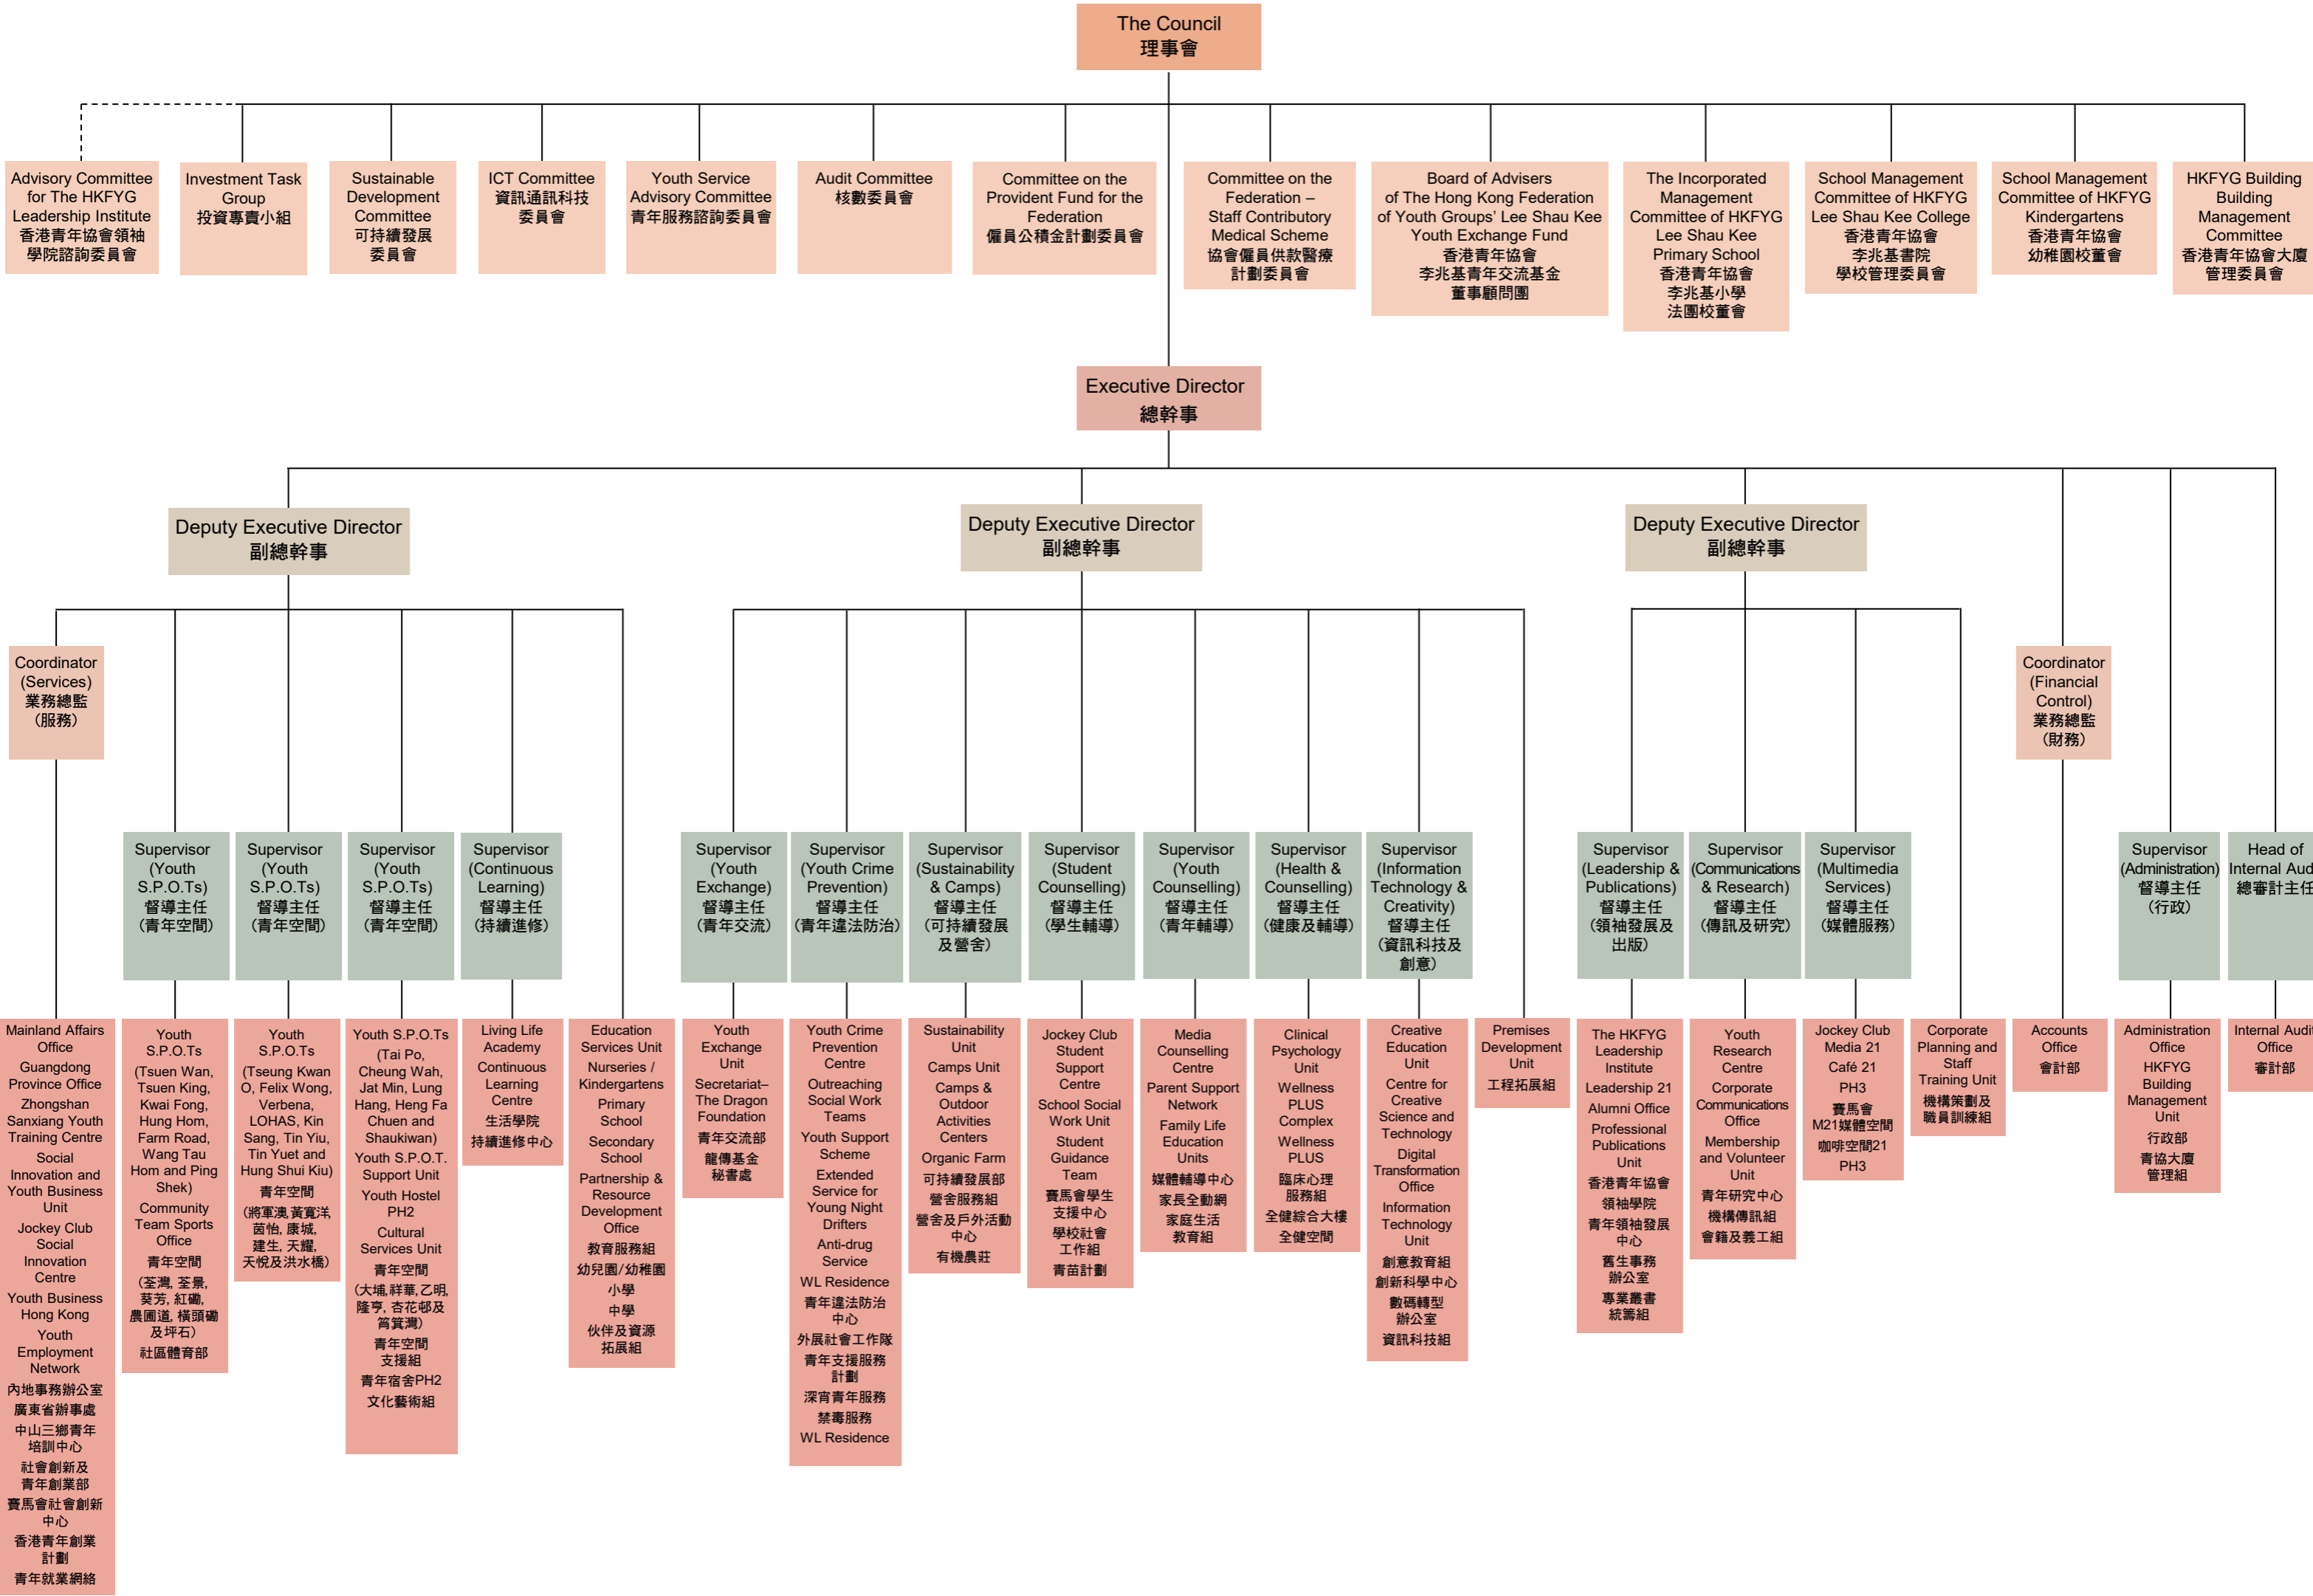 The Council
理事會
Advisory Committee
for The HKFYG
Leadership Institute
香港青年協會領袖
學院諮詢委員會
Investment Task
Group
投資專責小組
Sustainable
Development
Committee
可持續發展
委員會
ICT Committee
資訊通訊科技
委員會
Youth Service
Advisory Committee
青年服務諮詢委員會
Audit Committee
核數委員會
Committee on the
Provident Fund for the
Federation
僱員公積金計劃委員會
Committee on the
Federation –
Staff Contributory
Medical Scheme
協會僱員供款醫療
計劃委員會
Board of Advisers
of The Hong Kong Federation
of Youth Groups’ Lee Shau Kee
Youth Exchange Fund
香港青年協會
李兆基青年交流基金
董事顧問團
The Incorporated
Management
Committee of HKFYG
Lee Shau Kee
Primary School
香港青年協會
李兆基小學
法團校董會
School Management
Committee of HKFYG
Lee Shau Kee College
香港青年協會
李兆基書院
學校管理委員會
School Management
Committee of HKFYG
Kindergartens
香港青年協會
幼稚園校董會
HKFYG Building
Building
Management
Committee
香港青年協會大廈
管理委員會
Executive Director
總幹事
Deputy Executive Director
副總幹事
Deputy Executive Director
副總幹事
Deputy Executive Director
副總幹事
Coordinator
(Services)
業務總監
（服務）
Coordinator
(Financial
Control)
業務總監
（財務）
Supervisor
(Youth
S.P.O.Ts)
督導主任
（青年空間）
Supervisor
(Youth
S.P.O.Ts)
督導主任
（青年空間）
Supervisor
(Youth
S.P.O.Ts)
督導主任
（青年空間）
Supervisor
(Continuous
Learning)
督導主任
（持續進修）
Supervisor
(Youth
Exchange)
督導主任
（青年交流）
Supervisor
(Youth Crime
Prevention)
督導主任
（青年違法防治）
Supervisor
(Sustainability
& Camps)
督導主任
（可持續發展
及營舍）
Supervisor
(Student
Counselling)
督導主任
（學生輔導）
Supervisor
(Youth
Counselling)
督導主任
（青年輔導）
Supervisor
(Health &
Counselling)
督導主任
（健康及輔導）
Supervisor
(Information
Technology &
Creativity)
督導主任
（資訊科技及
創意）
Supervisor
(Leadership &
Publications)
督導主任
（領袖發展及
出版）
Supervisor
(Communications
& Research)
督導主任
（傳訊及研究）
Supervisor
(Multimedia
Services)
督導主任
（媒體服務）
Supervisor
(Administration)
督導主任
（行政）
Head of
Internal Audi
總審計主任
Mainland Affairs
Office
Guangdong
Province Office
Zhongshan
Sanxiang Youth
Training Centre
Social
Innovation and
Youth Business
Unit
Jockey Club
Social
Innovation
Centre
Youth Business
Hong Kong
Youth
Employment
Network
內地事務辦公室
廣東省辦事處
中山三鄉青年
培訓中心
社會創新及
青年創業部
賽馬會社會創新
中心
香港青年創業
計劃
青年就業網絡
Youth
S.P.O.Ts
(Tsuen Wan,
Tsuen King,
Kwai Fong,
Hung Hom,
Farm Road,
Wang Tau
Hom and Ping
Shek)
Community
Team Sports
Office
青年空間
（荃灣, 荃景,
葵芳, 紅磡,
農圃道, 橫頭磡
及坪石）
社區體育部
Youth
S.P.O.Ts
(Tseung Kwan
O, Felix Wong,
Verbena,
LOHAS, Kin
Sang, Tin Yiu,
Tin Yuet and
Hung Shui Kiu)
青年空間
（將軍澳, 黃寬洋,
茵怡, 康城,
建生, 天耀,
天悅及洪水橋）
Youth S.P.O.Ts
(Tai Po,
Cheung Wah,
Jat Min, Lung
Hang, Heng Fa
Chuen and
Shaukiwan)
Youth S.P.O.T.
Support Unit
Youth Hostel
PH2
Cultural
Services Unit
青年空間
（大埔, 祥華, 乙明,
隆亨, 杏花邨及
筲箕灣）
青年空間
支援組
青年宿舍PH2
文化藝術組
Living Life
Academy
Continuous
Learning
Centre
生活學院
持續進修中心
Education
Services Unit
Nurseries /
Kindergartens
Primary
School
Secondary
School
Partnership &
Resource
Development
Office
教育服務組
幼兒園/幼稚園
小學
中學
伙伴及資源
拓展組
Youth
Exchange
Unit
Secretariat–
The Dragon
Foundation
青年交流部
龍傳基金
秘書處
Youth Crime
Prevention
Centre
Outreaching
Social Work
Teams
Youth Support
Scheme
Extended
Service for
Young Night
Drifters
Anti-drug
Service
WL Residence
青年違法防治
中心
外展社會工作隊
青年支援服務
計劃
深宵青年服務
禁毒服務
WL Residence
Sustainability
Unit
Camps Unit
Camps &
Outdoor
Activities
Centers
Organic Farm
可持續發展部
營舍服務組
營舍及戶外活動
中心
有機農莊
Jockey Club
Student
Support
Centre
School Social
Work Unit
Student
Guidance
Team
賽馬會學生
支援中心
學校社會
工作組
青苗計劃
Media
Counselling
Centre
Parent Support
Network
Family Life
Education
Units
媒體輔導中心
家長全動網
家庭生活
教育組
Clinical
Psychology
Unit
Wellness
PLUS
Complex
Wellness
PLUS
臨床心理
服務組
全健綜合大樓
全健空間
Creative
Education
Unit
Centre for
Creative
Science and
Technology
Digital
Transformation
Office
Information
Technology
Unit
創意教育組
創新科學中心
數碼轉型
辦公室
資訊科技組
Premises
Development
Unit
工程拓展組
The HKFYG
Leadership
Institute
Leadership 21
Alumni Office
Professional
Publications
Unit
香港青年協會
領袖學院
青年領袖發展
中心
舊生事務
辦公室
專業叢書
統籌組
Youth
Research
Centre
Corporate
Communications
Office
Membership
and Volunteer
Unit
青年研究中心
機構傳訊組
會籍及義工組
Jockey Club
Media 21
Café 21
PH3
賽馬會
M21媒體空間
咖啡空間21
PH3
Corporate
Planning and
Staff
Training Unit
機構策劃及
職員訓練組
Accounts
Office
會計部
Administration
Office
HKFYG
Building
Management
Unit
行政部
青協大廈
管理組
Internal Audit
Office
審計部